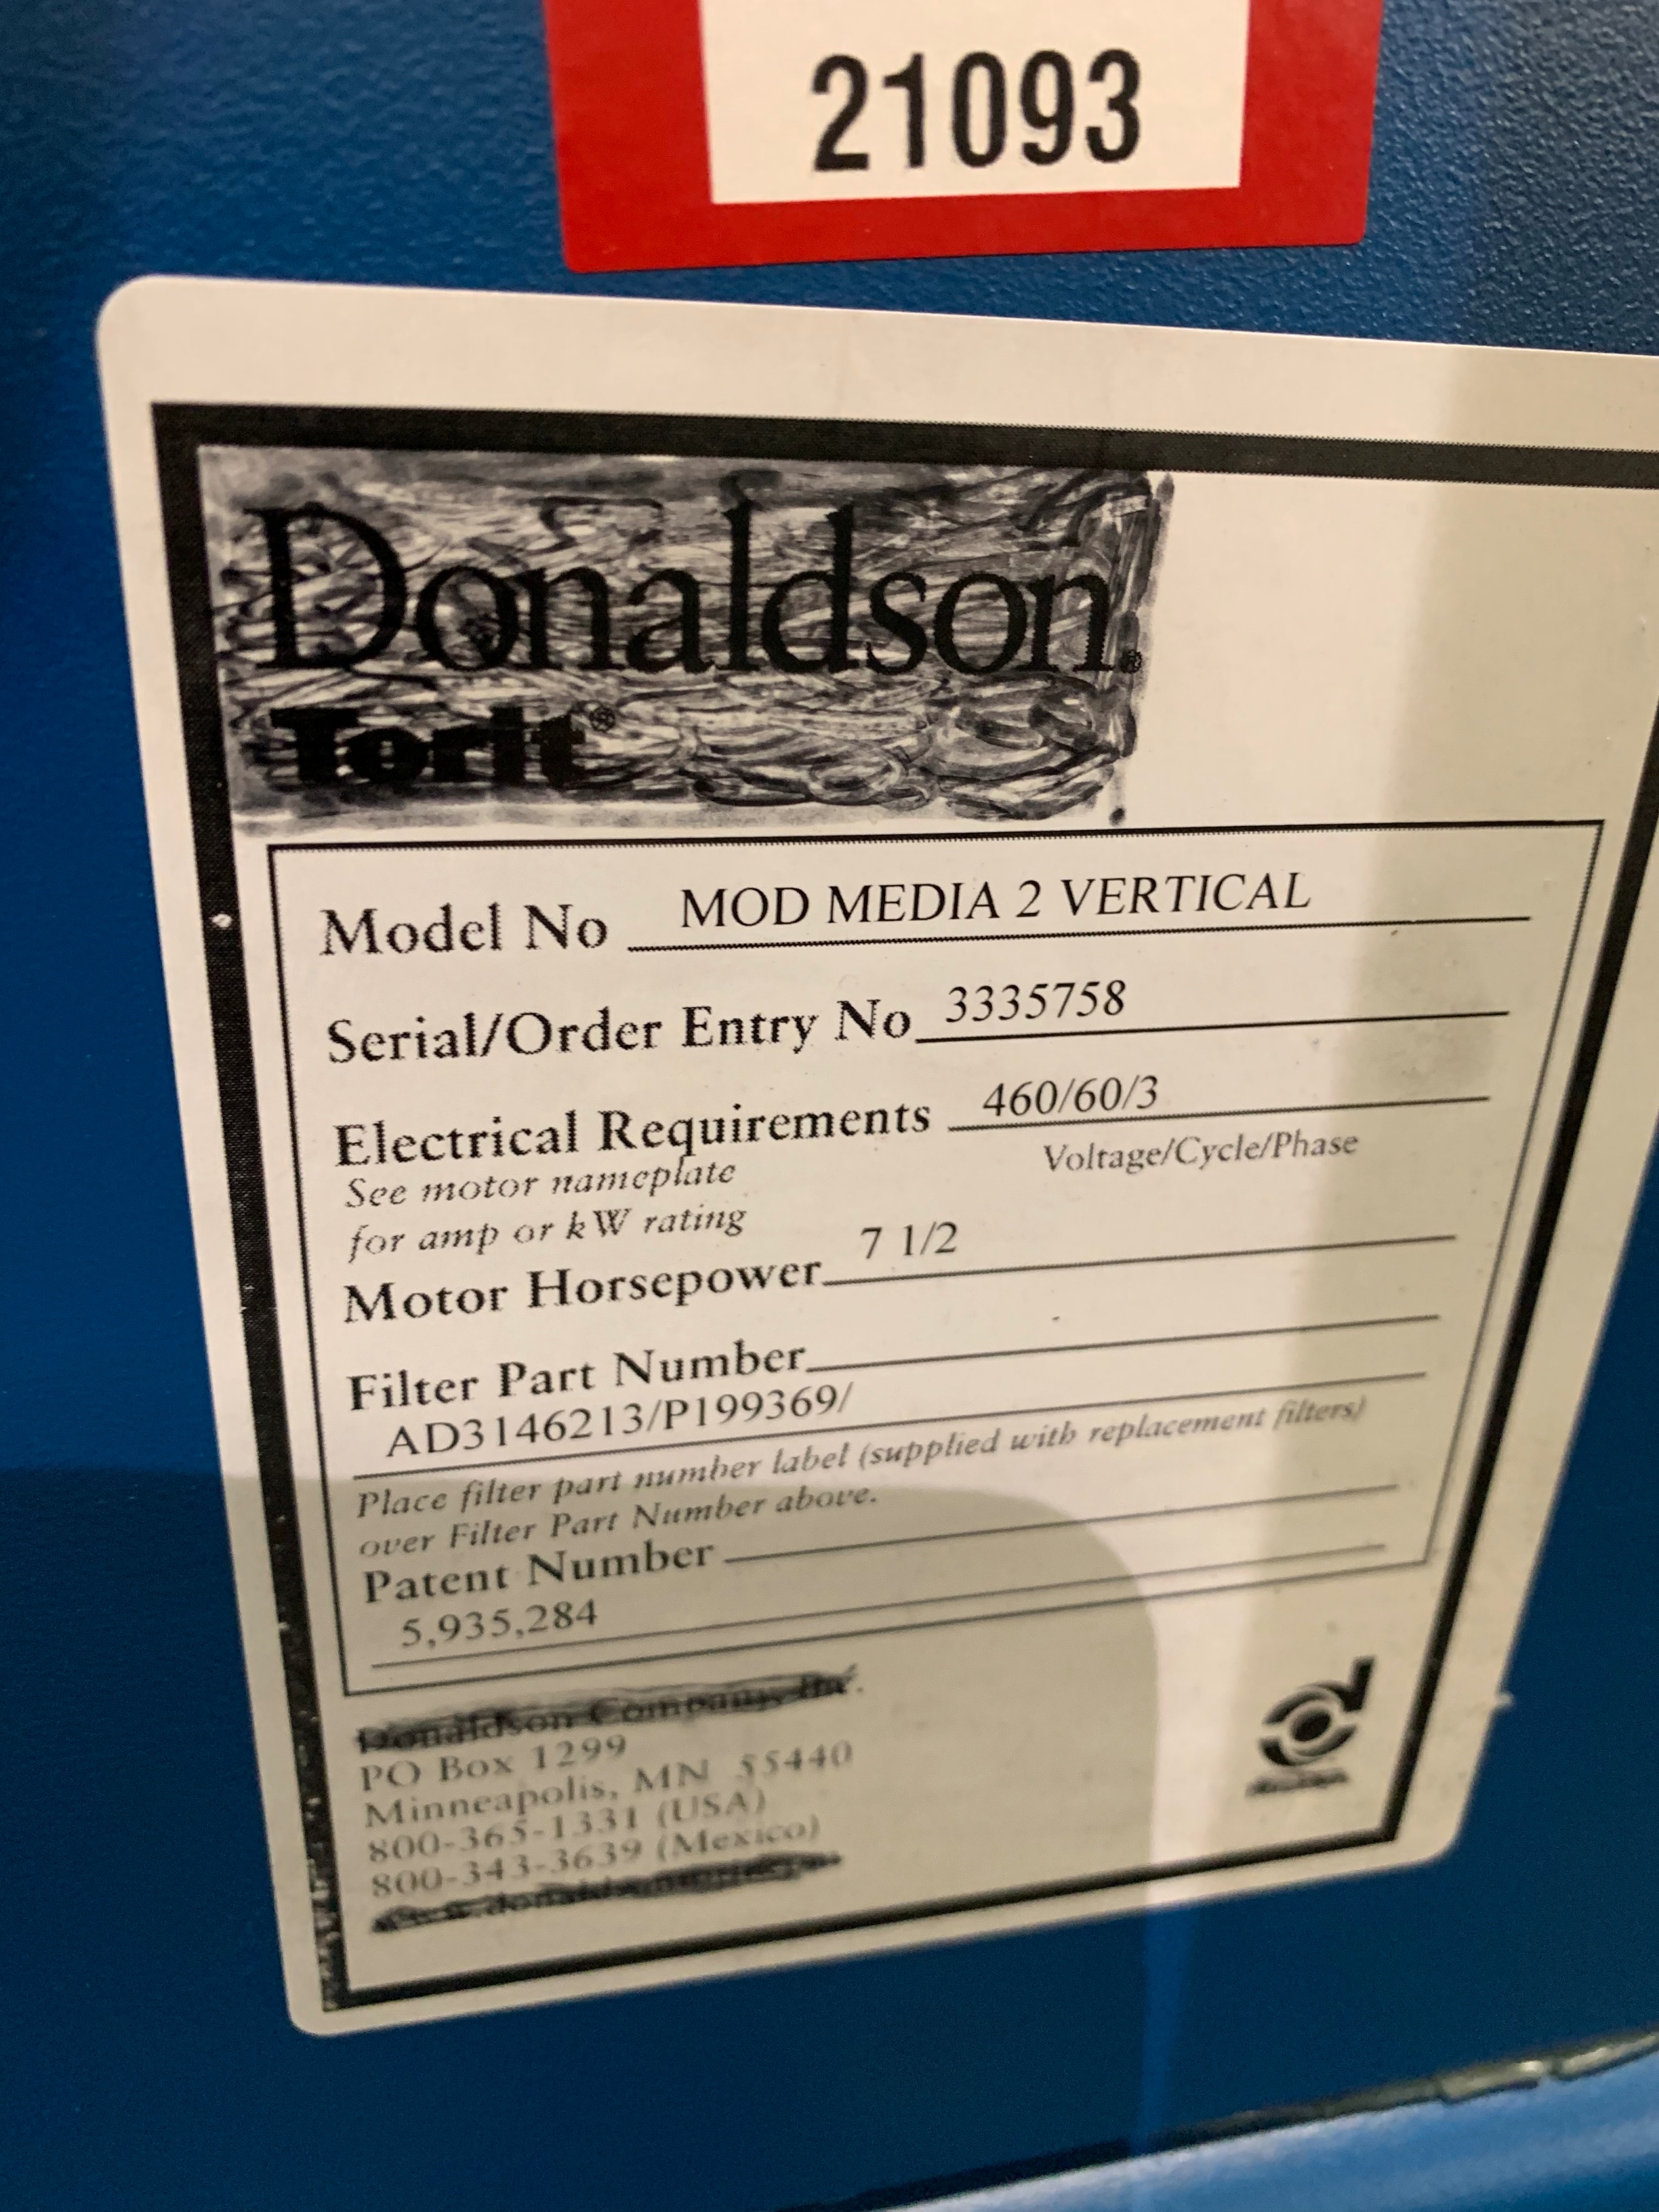 21093
Donaldson®
Torit®
Model No MOD MEDIA 2 VERTICAL
Serial/Order Entry No 3335758
Electrical Requirements 460/60/3
See motor nameplate Voltage/Cycle/Phase
for amp or kW rating
Motor Horsepower 7 1/2
Filter Part Number
AD3146213/P199369/
Place filter part number label (supplied with replacement filters)
over Filter Part Number above.
Patent Number
5,935,284
Donaldson Company, Inc.
PO Box 1299
Minneapolis, MN 55440
800-365-1331 (USA)
800-343-3639 (Mexico)